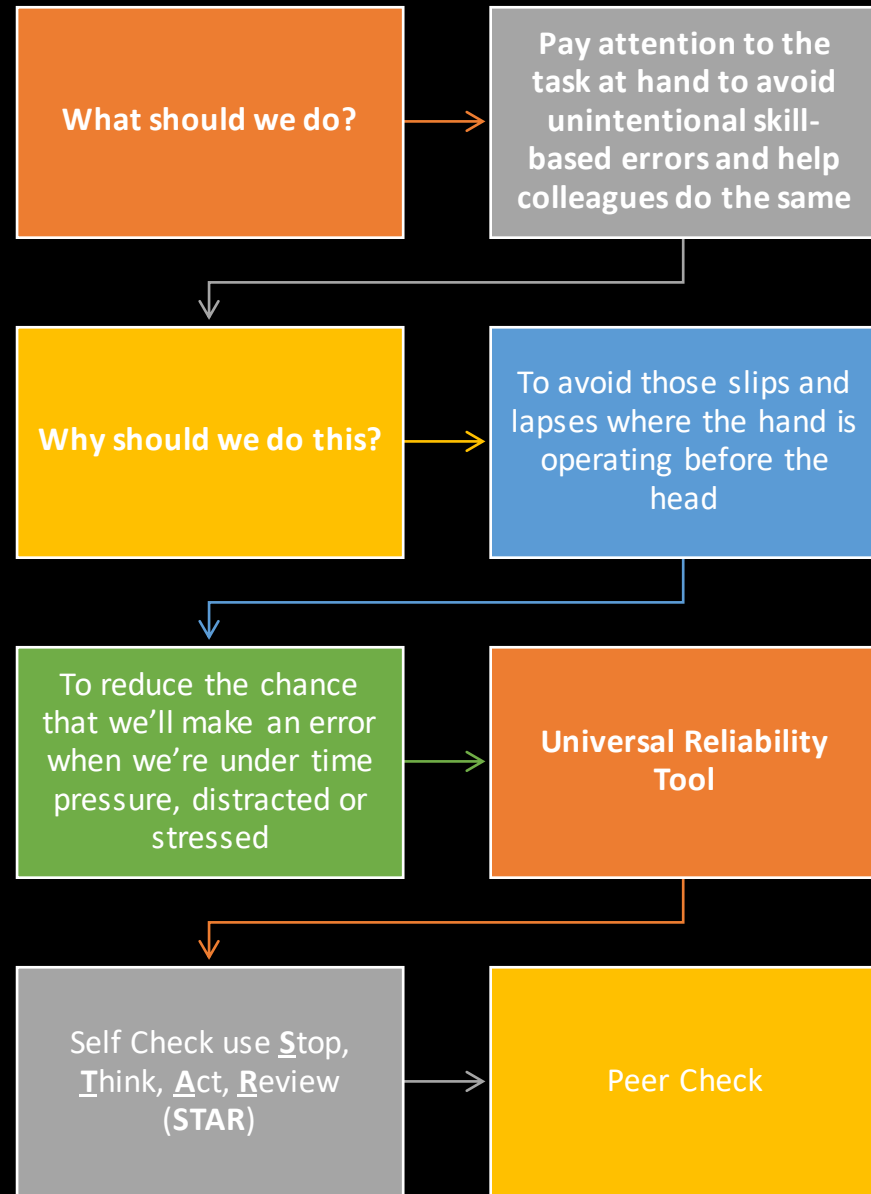 What should we do?
Pay attention to the
task at hand to avoid
unintentional skill-
based errors and help
colleagues do the same
Why should we do this?
To avoid those slips and
lapses where the hand is
operating before the
head
To reduce the chance
that we’ll make an error
when we’re under time
pressure, distracted or
stressed
Universal Reliability
Tool
Self Check use Stop,
Think, Act, Review
(STAR)
Peer Check